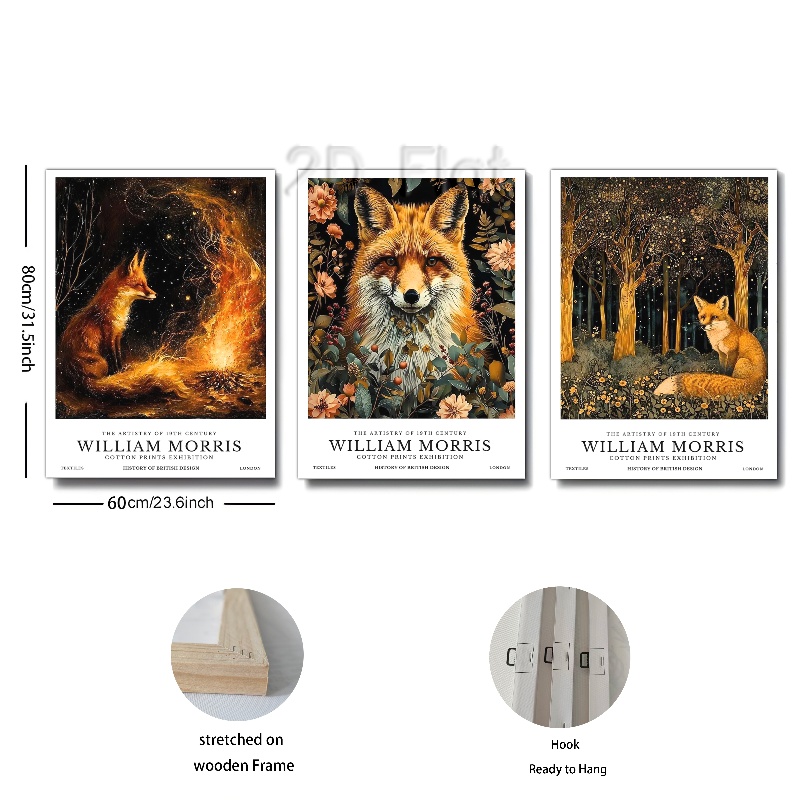 2D Flat
80cm/31.5inch
THE ARTISTRY OF 19TH CENTURY
WILLIAM MORRIS
COTTON PRINTS EXHIBITION
TEXTILES HISTORY OF BRITISH DESIGN LONDON
THE ARTISTRY OF 19TH CENTURY
WILLIAM MORRIS
COTTON PRINTS EXHIBITION
TEXTILES HISTORY OF BRITISH DESIGN LONDON
THE ARTISTRY OF 19TH CENTURY
WILLIAM MORRIS
COTTON PRINTS EXHIBITION
TEXTILES HISTORY OF BRITISH DESIGN LONDON
60cm/23.6inch
stretched on
wooden Frame
Hook
Ready to Hang